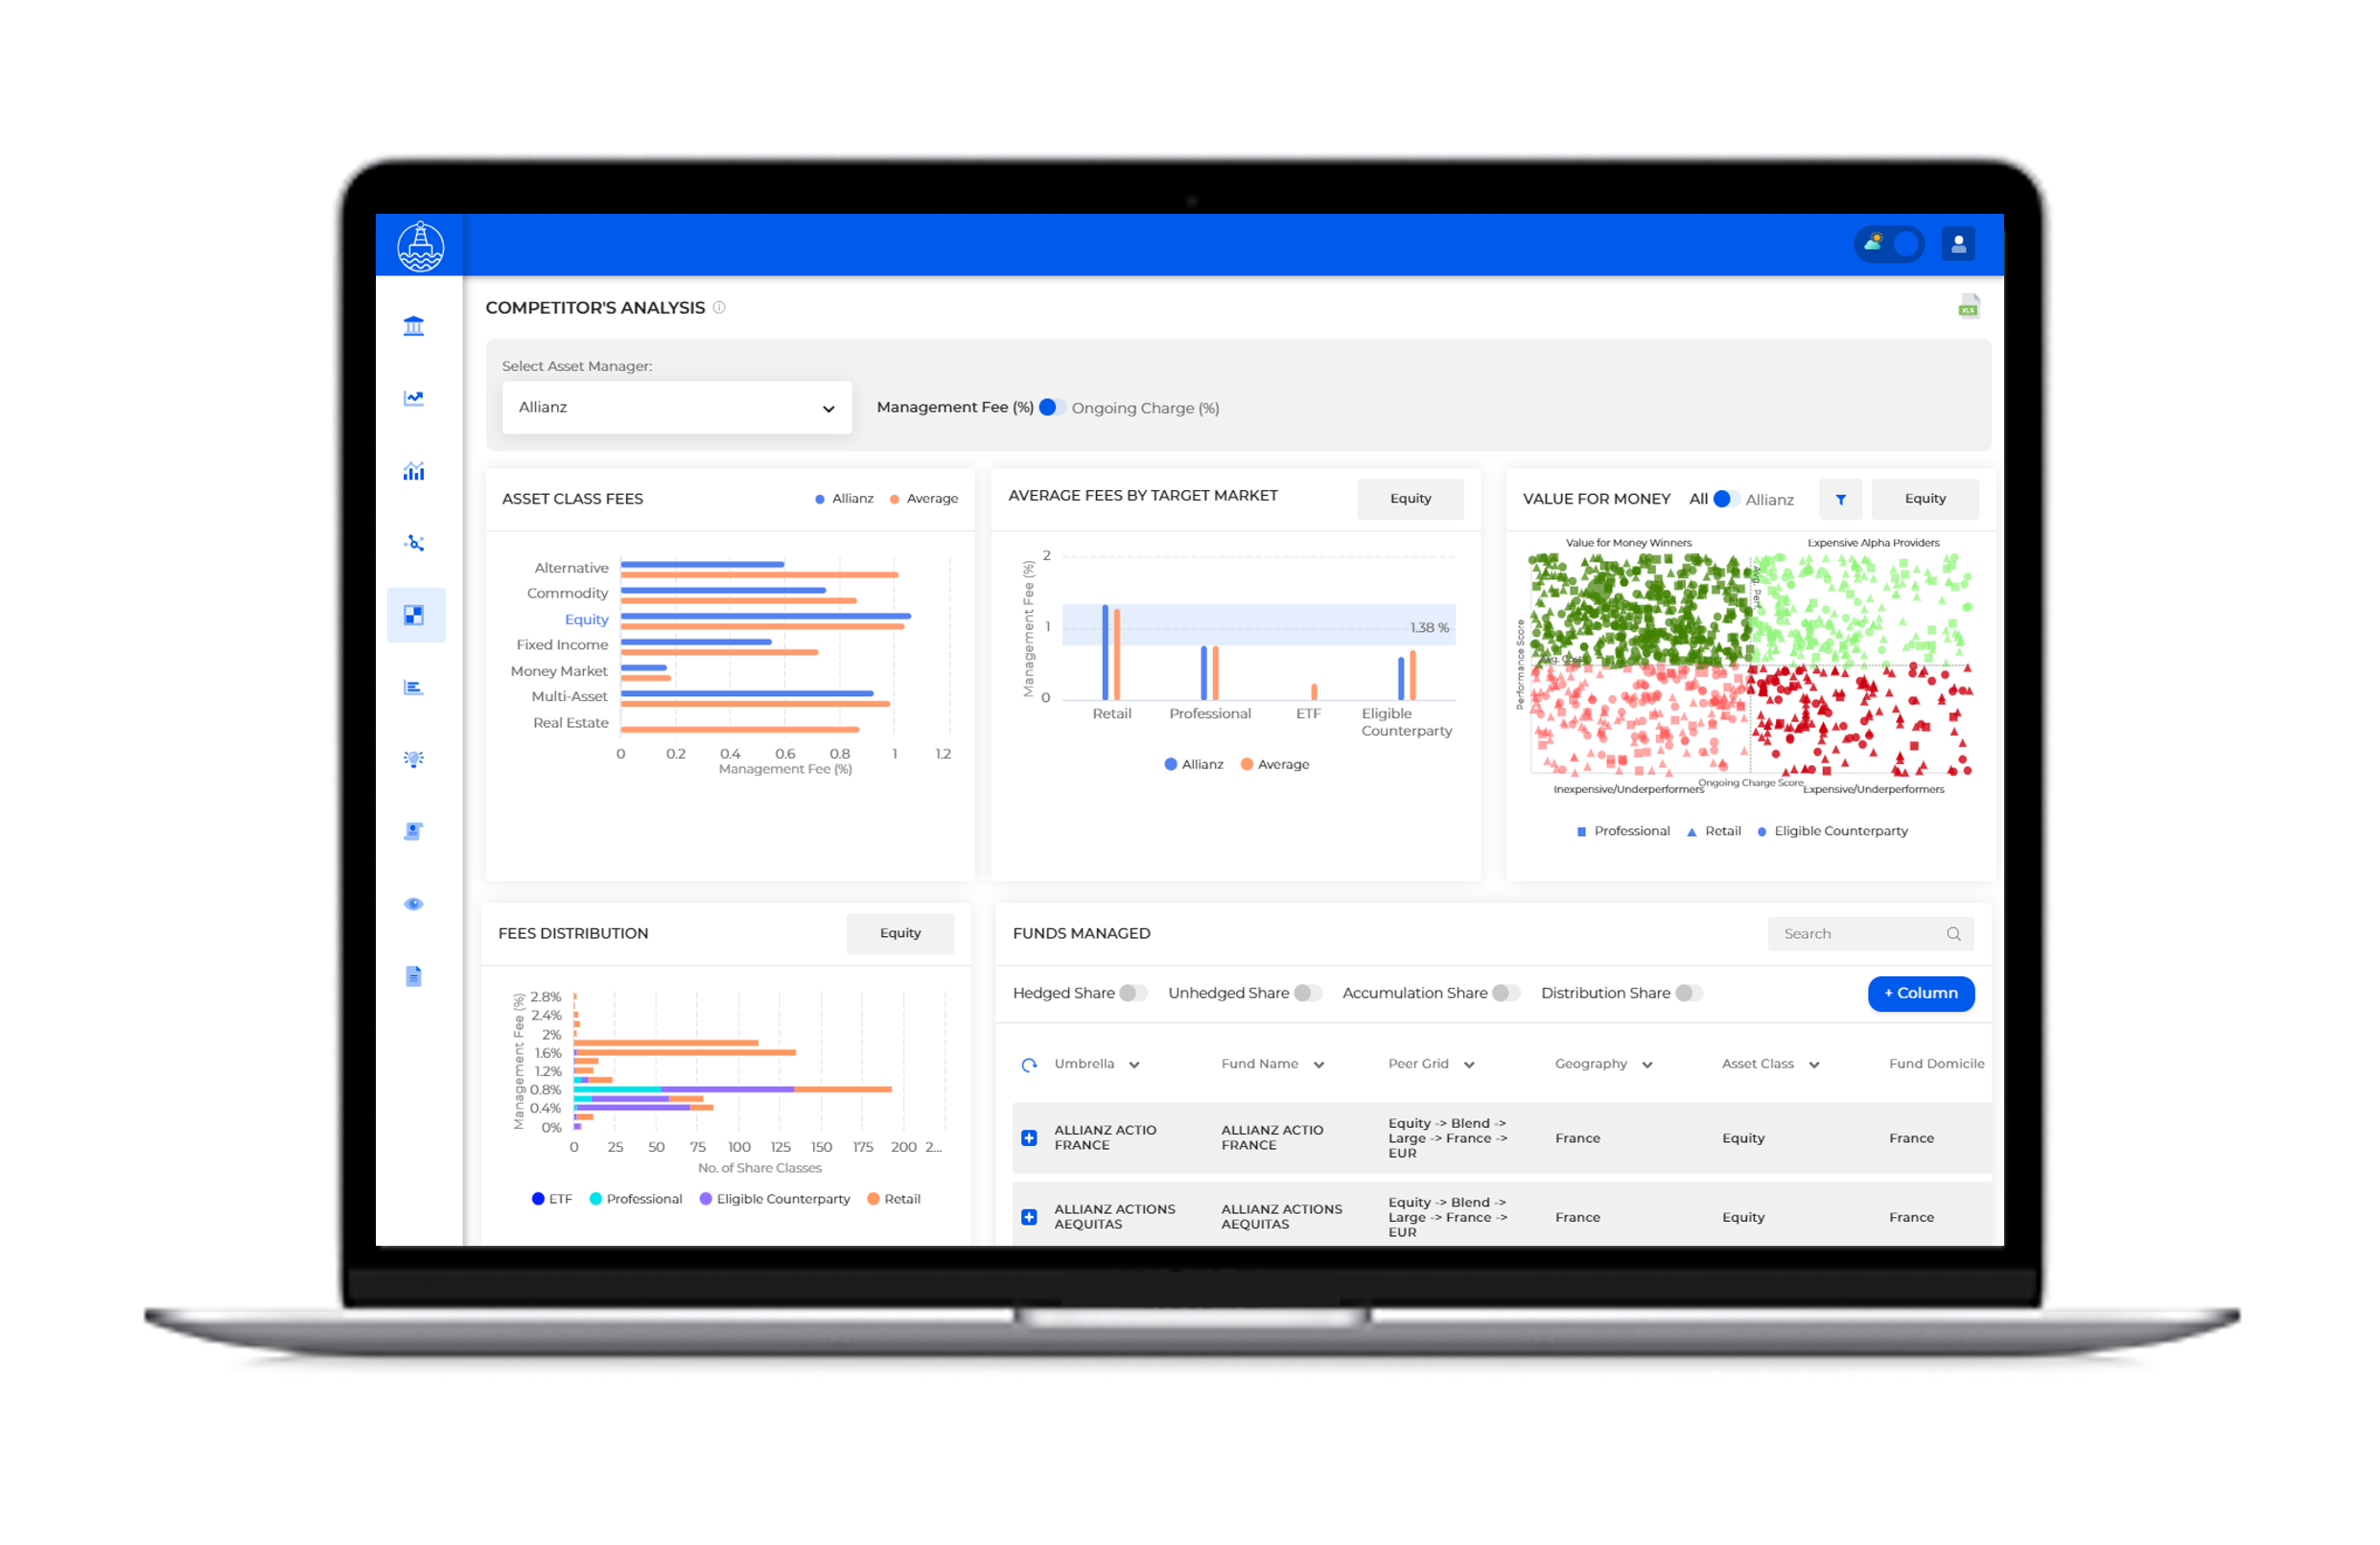 COMPETITOR'S ANALYSIS
XLS
Select Asset Manager:
Allianz
Management Fee (%) Ongoing Charge (%)
ASSET CLASS FEES
Allianz Average
Alternative
Commodity
Equity
Fixed Income
Money Market
Multi-Asset
Real Estate
0 0.2 0.4 0.6 0.8 1 1.2
Management Fee (%)
AVERAGE FEES BY TARGET MARKET
Equity
Management Fee (%)
2
1
0
1.38 %
Retail Professional ETF Eligible
Counterparty
Allianz Average
VALUE FOR MONEY All Allianz
Equity
Value for Money Winners Expensive Alpha Providers
Avg. Perf
Performance Score
Ongoing Charge Score
Inexpensive/Underperformers Expensive/Underperformers
Professional Retail Eligible Counterparty
FEES DISTRIBUTION
Equity
Management Fee (%)
2.8%
2.4%
2%
1.6%
1.2%
0.8%
0.4%
0%
0 25 50 75 100 125 150 175 200 2...
No. of Share Classes
ETF Professional Eligible Counterparty Retail
FUNDS MANAGED
Search
Hedged Share Unhedged Share Accumulation Share Distribution Share
+ Column
Umbrella Fund Name Peer Grid Geography Asset Class Fund Domicile
ALLIANZ ACTIO
FRANCE
ALLIANZ ACTIO
FRANCE
Equity -> Blend ->
Large -> France ->
EUR
France
Equity
France
ALLIANZ ACTIONS
AEQUITAS
ALLIANZ ACTIONS
AEQUITAS
Equity -> Blend ->
Large -> France ->
EUR
France
Equity
France